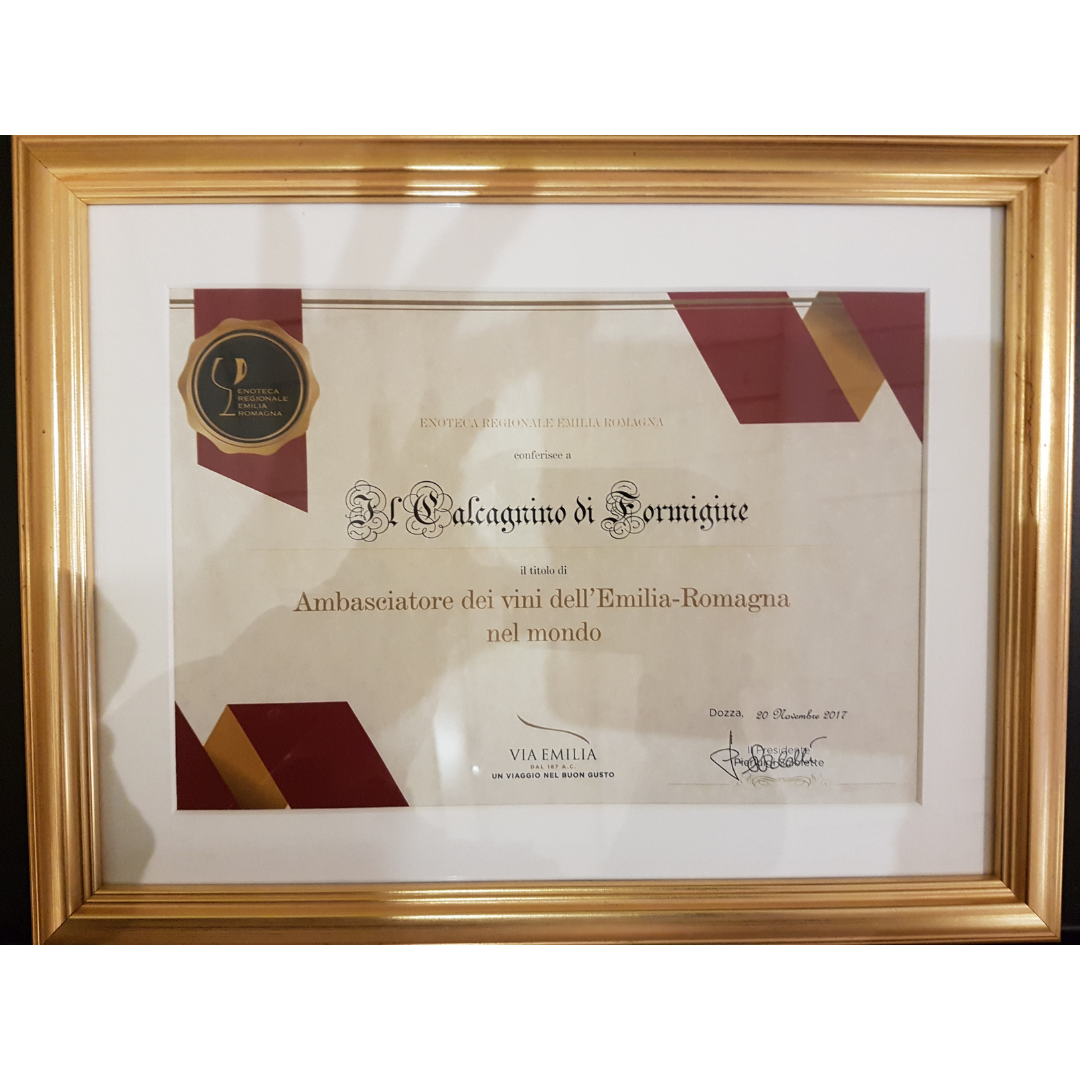 ENOTECA
REGIONALE
EMILIA
ROMAGNA
ENOTECA REGIONALE EMILIA ROMAGNA
conferisce a
Il Calcagnino di Formigine
il titolo di
Ambasciatore dei vini dell'Emilia-Romagna
nel mondo
Dozza, 20 Novembre 2017
Il Presidente
VIA EMILIA
DAL 187 A.C.
UN VIAGGIO NEL BUON GUSTO